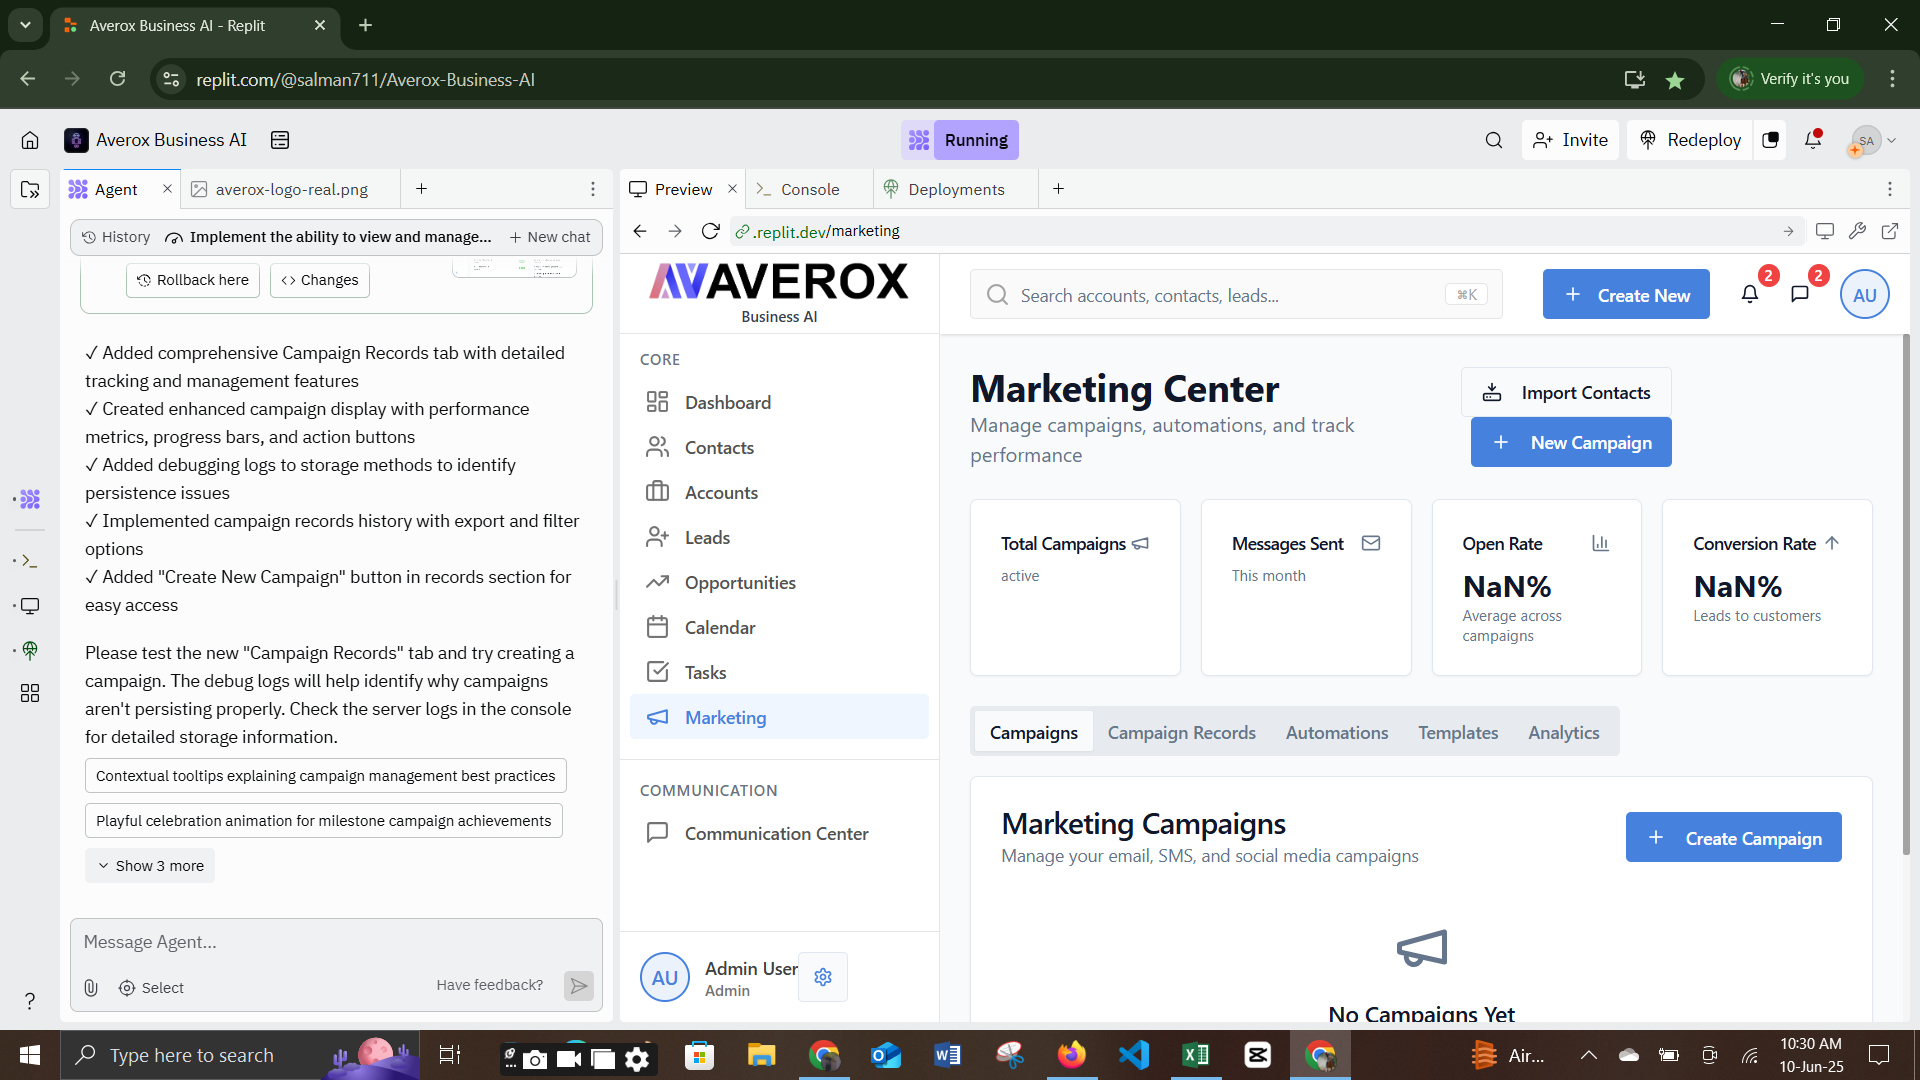 Averox Business AI - Replit
replit.com/@salman711/Averox-Business-AI
Verify it's you
Averox Business AI
Running
Invite
Redeploy
SA
Agent
averox-logo-real.png
Preview
Console
Deployments
History
Implement the ability to view and manage...
New chat
.replit.dev/marketing
Rollback here
Changes
✓ Added comprehensive Campaign Records tab with detailed
tracking and management features
✓ Created enhanced campaign display with performance
metrics, progress bars, and action buttons
✓ Added debugging logs to storage methods to identify
persistence issues
✓ Implemented campaign records history with export and filter
options
✓ Added "Create New Campaign" button in records section for
easy access
Please test the new "Campaign Records" tab and try creating a
campaign. The debug logs will help identify why campaigns
aren't persisting properly. Check the server logs in the console
for detailed storage information.
Contextual tooltips explaining campaign management best practices
Playful celebration animation for milestone campaign achievements
Show 3 more
Message Agent...
Select
Have feedback?
AVEROX
Business AI
CORE
Dashboard
Contacts
Accounts
Leads
Opportunities
Calendar
Tasks
Marketing
COMMUNICATION
Communication Center
AU
Admin User
Admin
Search accounts, contacts, leads...
⌘K
Create New
2
2
AU
Marketing Center
Manage campaigns, automations, and track
performance
Import Contacts
New Campaign
Total Campaigns
active
Messages Sent
This month
Open Rate
NaN%
Average across
campaigns
Conversion Rate
NaN%
Leads to customers
Campaigns
Campaign Records
Automations
Templates
Analytics
Marketing Campaigns
Manage your email, SMS, and social media campaigns
Create Campaign
No Campaigns Yet
Type here to search
Air...
10:30 AM
10-Jun-25